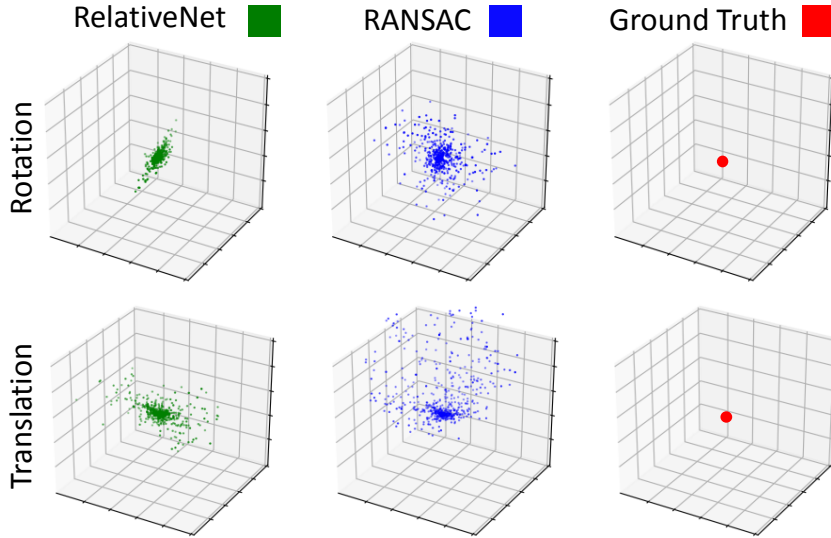 RelativeNet
RANSAC
Ground Truth
Rotation
Translation